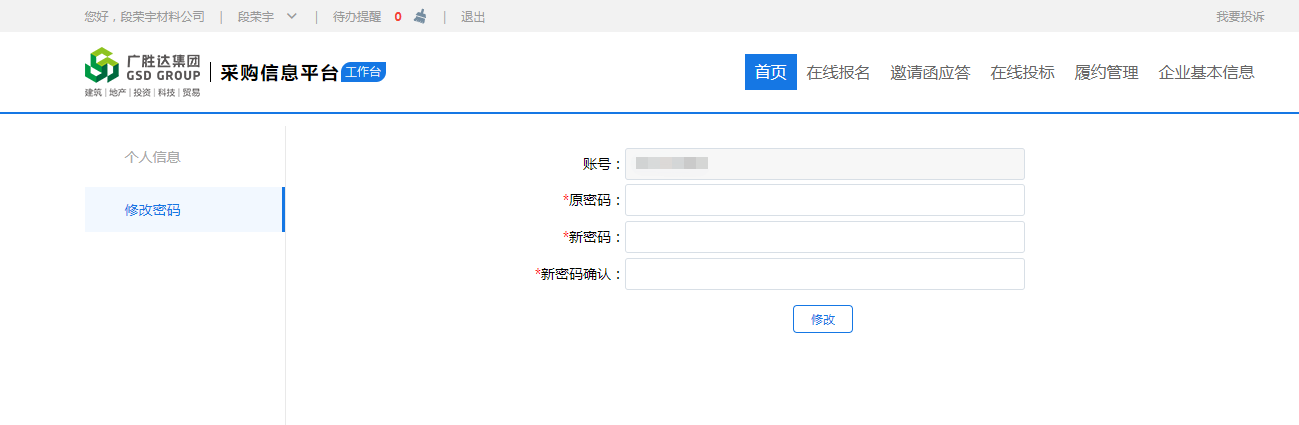 您好，段荣宇材料公司 | 段荣宇 | 待办提醒 0 | 退出 我要投诉
广胜达集团
GSD GROUP
建筑 | 地产 | 投资 | 科技 | 贸易
采购信息平台 工作台
首页 在线报名 邀请函应答 在线投标 履约管理 企业基本信息
个人信息
修改密码
账号：
*原密码：
*新密码：
*新密码确认：
修改